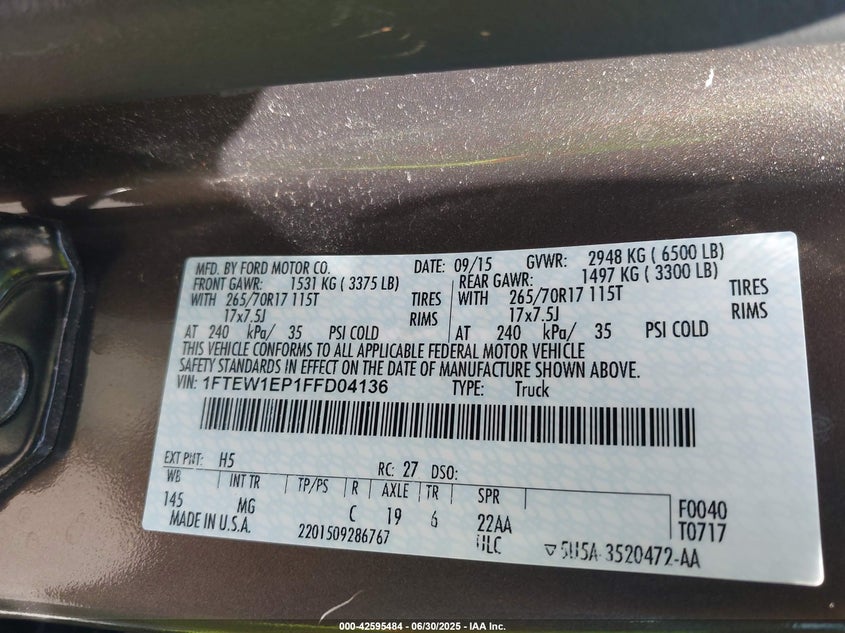 MFD. BY FORD MOTOR CO. DATE: 09/15 GVWR: 2948 KG ( 6500 LB)
FRONT GAWR: 1531 KG ( 3375 LB) REAR GAWR: 1497 KG ( 3300 LB)
WITH 265/70R17 115T TIRES WITH 265/70R17 115T TIRES
17x7.5J RIMS 17x7.5J RIMS
AT 240 kPa/ 35 PSI COLD AT 240 kPa/ 35 PSI COLD
THIS VEHICLE CONFORMS TO ALL APPLICABLE FEDERAL MOTOR VEHICLE
SAFETY STANDARDS IN EFFECT ON THE DATE OF MANUFACTURE SHOWN ABOVE.
VIN: 1FTEW1EP1FFD04136 TYPE: Truck
EXT PNT: H5 RC: 27 DSO:
WB INT TR TP/PS R AXLE TR SPR
145 MG C 19 6 22AA F0040
MADE IN U.S.A. 2201509286767 T0717
5U5A-3520472-AA
000-42595484 - 06/30/2025 - IAA Inc.